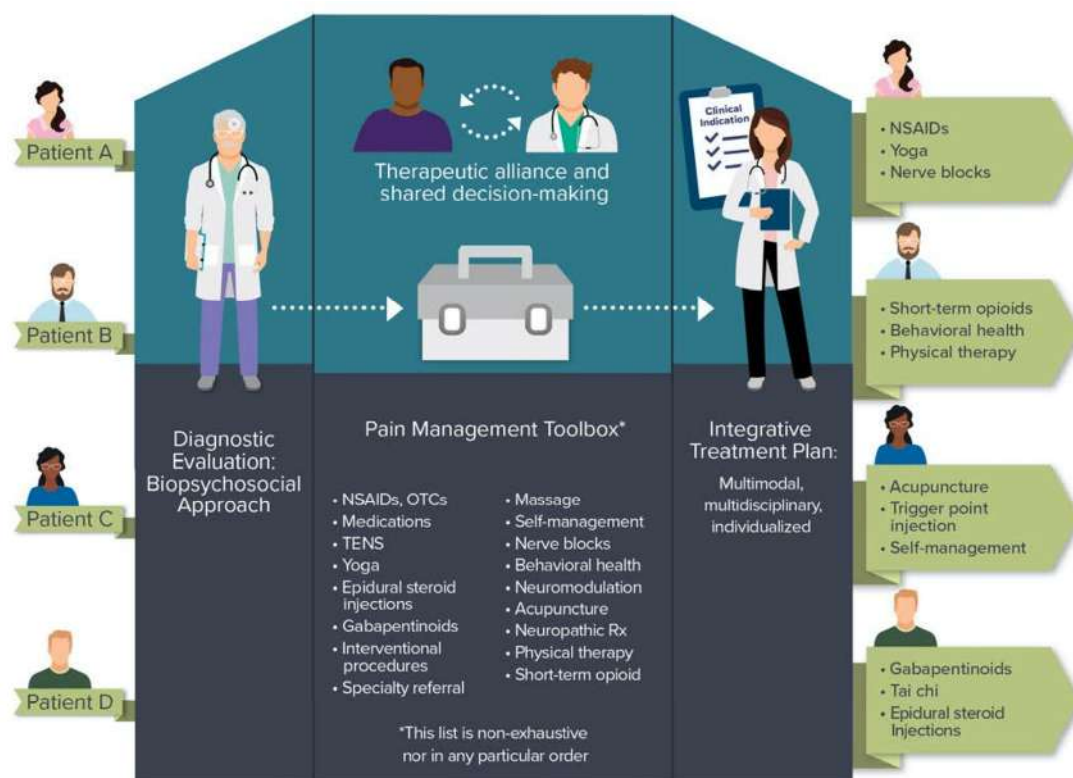 Patient A
Patient B
Patient C
Patient D
Diagnostic
Evaluation:
Biopsychosocial
Approach
Therapeutic alliance and
shared decision-making
Pain Management Toolbox*
• NSAIDs, OTCs
• Medications
• TENS
• Yoga
• Epidural steroid
injections
• Gabapentinoids
• Interventional
procedures
• Specialty referral
• Massage
• Self-management
• Nerve blocks
• Behavioral health
• Neuromodulation
• Acupuncture
• Neuropathic Rx
• Physical therapy
• Short-term opioid
*This list is non-exhaustive
nor in any particular order
Clinical
Indication
Integrative
Treatment Plan:
Multimodal,
multidisciplinary,
individualized
• NSAIDs
• Yoga
• Nerve blocks
• Short-term opioids
• Behavioral health
• Physical therapy
• Acupuncture
• Trigger point
injection
• Self-management
• Gabapentinoids
• Tai chi
• Epidural steroid
Injections